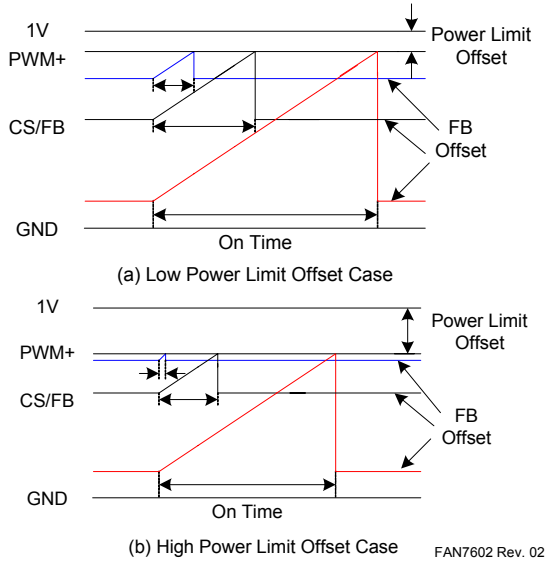 1V
Power Limit
Offset
PWM+
CS/FB
FB
Offset
GND
On Time
(a) Low Power Limit Offset Case
1V
Power Limit
Offset
PWM+
CS/FB
FB
Offset
GND
On Time
(b) High Power Limit Offset Case
FAN7602 Rev. 02